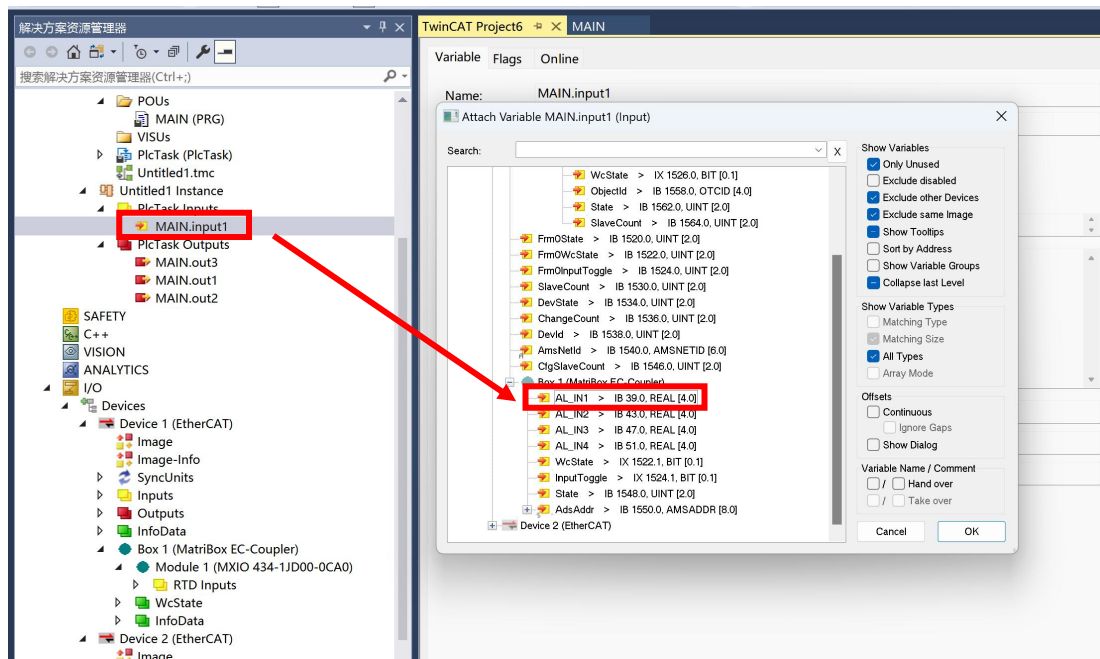 解决方案资源管理器
搜索解决方案资源管理器(Ctrl+;)
POUs
MAIN (PRG)
VISUs
PlcTask (PlcTask)
Untitled1.tmc
Untitled1 Instance
PlcTask Inputs
MAIN.input1
PlcTask Outputs
MAIN.out3
MAIN.out1
MAIN.out2
SAFETY
C++
VISION
ANALYTICS
I/O
Devices
Device 1 (EtherCAT)
Image
Image-Info
SyncUnits
Inputs
Outputs
InfoData
Box 1 (MatriBox EC-Coupler)
Module 1 (MXIO 434-1JD00-0CA0)
RTD Inputs
WcState
InfoData
Device 2 (EtherCAT)
Image
TwinCAT Project6
MAIN
Variable
Flags
Online
Name:
MAIN.input1
Attach Variable MAIN.input1 (Input)
Search:
X
WcState > IX 1526.0, BIT [0.1]
ObjectId > IB 1558.0, OTCID [4.0]
State > IB 1562.0, UINT [2.0]
SlaveCount > IB 1564.0, UINT [2.0]
Frm0State > IB 1520.0, UINT [2.0]
Frm0WcState > IB 1522.0, UINT [2.0]
Frm0InputToggle > IB 1524.0, UINT [2.0]
SlaveCount > IB 1530.0, UINT [2.0]
DevState > IB 1534.0, UINT [2.0]
ChangeCount > IB 1536.0, UINT [2.0]
DevId > IB 1538.0, UINT [2.0]
AmsNetId > IB 1540.0, AMSNETID [6.0]
CfgSlaveCount > IB 1546.0, UINT [2.0]
Box 1 (MatriBox EC-Coupler)
AL_IN1 > IB 39.0, REAL [4.0]
AL_IN2 > IB 43.0, REAL [4.0]
AL_IN3 > IB 47.0, REAL [4.0]
AL_IN4 > IB 51.0, REAL [4.0]
WcState > IX 1522.1, BIT [0.1]
InputToggle > IX 1524.1, BIT [0.1]
State > IB 1548.0, UINT [2.0]
AdsAddr > IB 1550.0, AMSADDR [8.0]
Device 2 (EtherCAT)
Show Variables
Only Unused
Exclude disabled
Exclude other Devices
Exclude same Image
Show Tooltips
Sort by Address
Show Variable Groups
Collapse last Level
Show Variable Types
Matching Type
Matching Size
All Types
Array Mode
Offsets
Continuous
Ignore Gaps
Show Dialog
Variable Name / Comment
/ Hand over
/ Take over
Cancel
OK